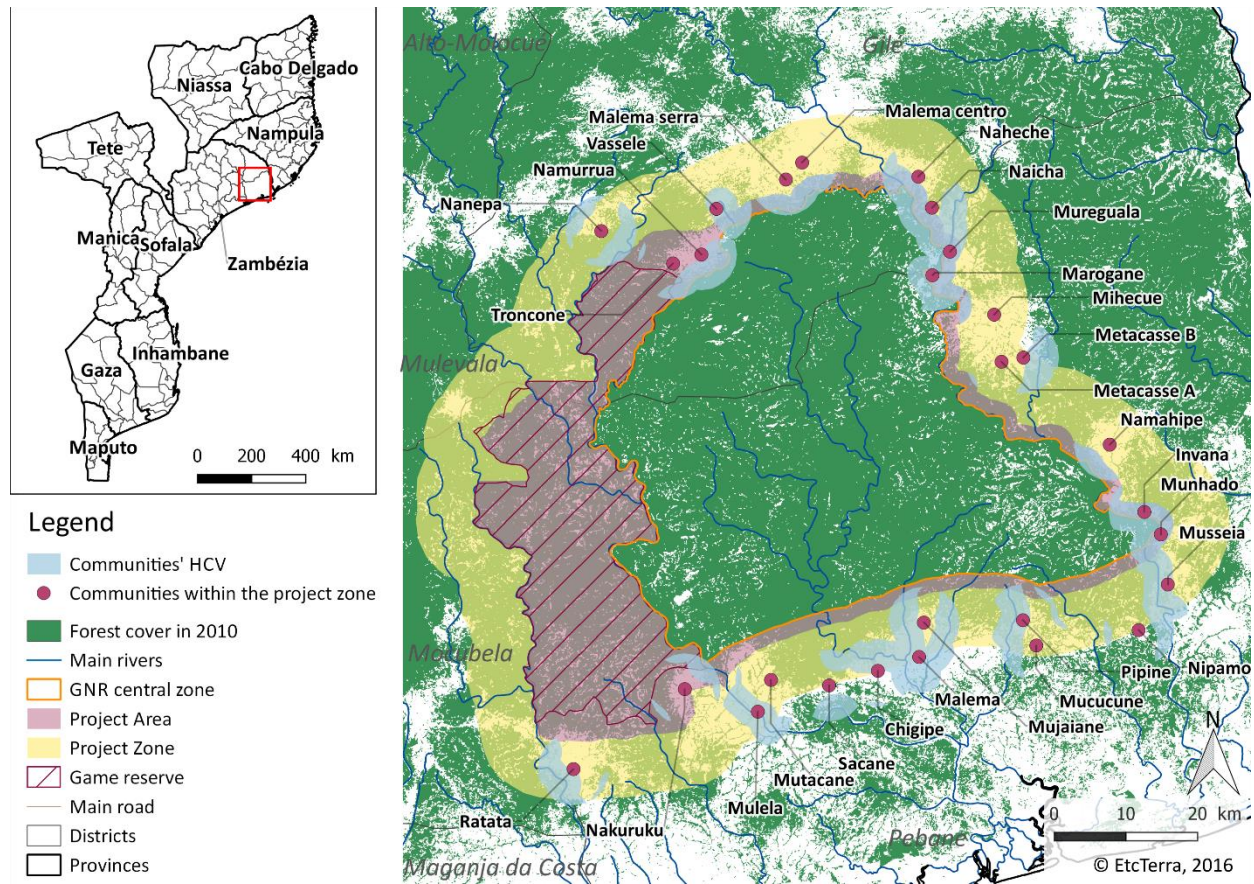 Cabo Delgado
Niassa
Nampula
Tete
Manica
Sofala
Zambézia
Inhambane
Gaza
Maputo
0 200 400 km
Legend
Communities' HCV
Communities within the project zone
Forest cover in 2010
Main rivers
GNR central zone
Project Area
Project Zone
Game reserve
Main road
Districts
Provinces
Alto-Molocue
Gilé
Malema serra
Malema centro
Vassele
Naheche
Namurrua
Naicha
Nanepa
Mureguala
Marogane
Troncone
Mihecue
Metacasse B
Mulevala
Metacasse A
Namahipe
Invana
Munhado
Musseia
Mocubela
Pipine
Nipamo
Malema
Mucucune
Chigipe
Mujaiane
N
Sacane
Mutacane
Mulela
Ratata
Nakuruku
Pebane
Maganja da Costa
0 10 20 km
© EtcTerra, 2016